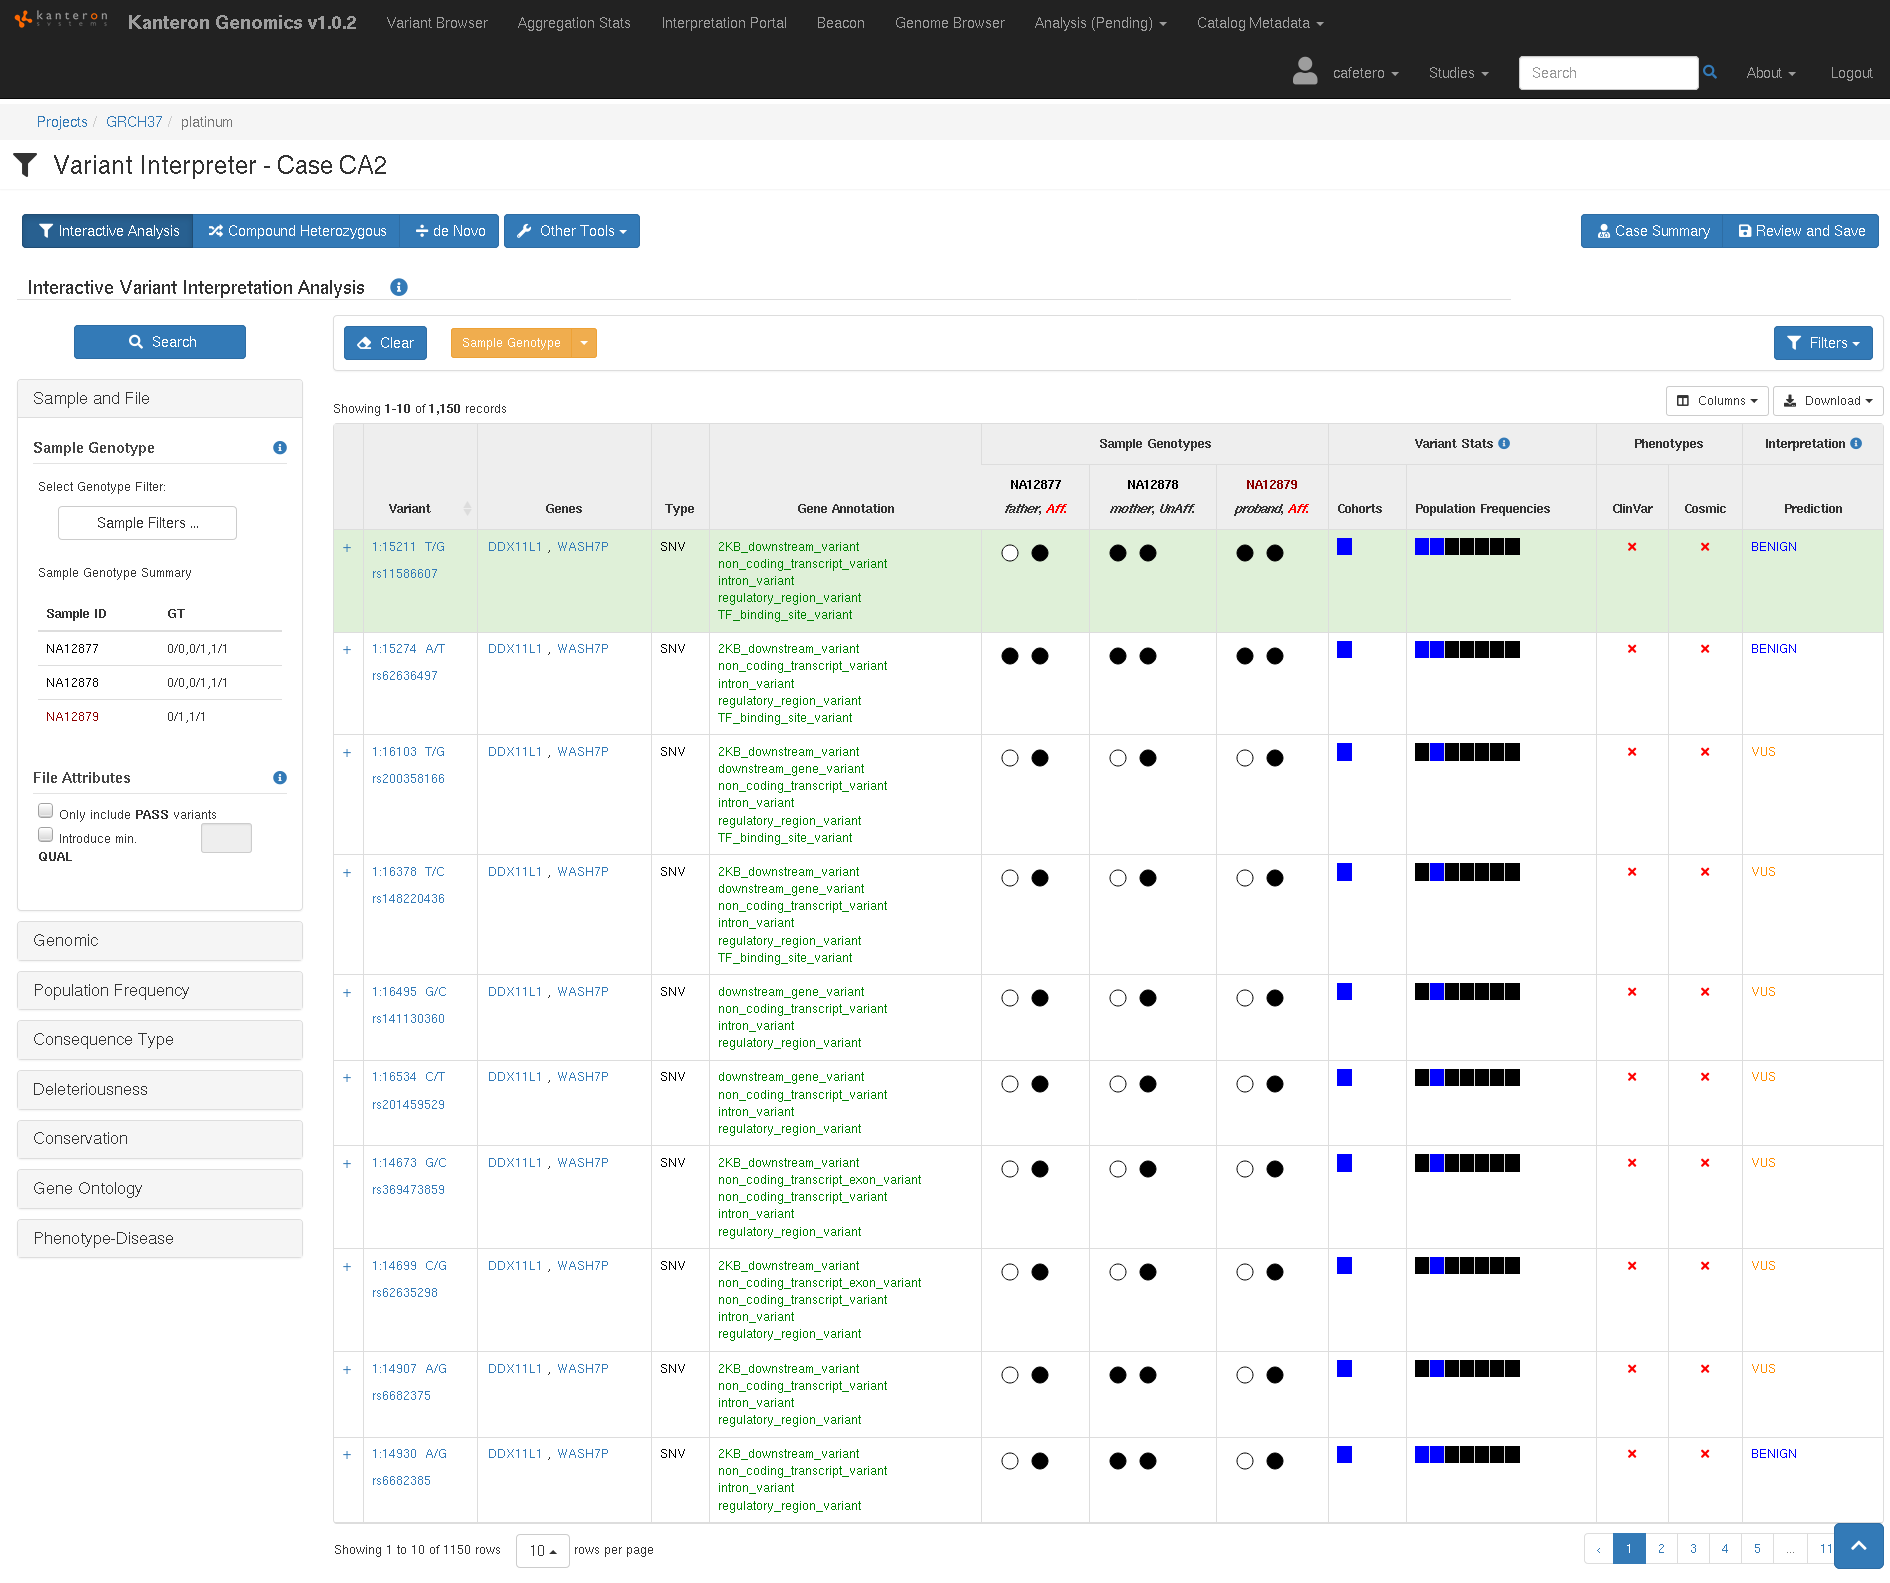 kanteron
systems
Kanteron Genomics v1.0.2 Variant Browser Aggregation Stats Interpretation Portal Beacon Genome Browser Analysis (Pending) Catalog Metadata
cafetero Studies Search About Logout
Projects / GRCH37 / platinum
Variant Interpreter - Case CA2
Interactive Analysis Compound Heterozygous de Novo Other Tools Case Summary Review and Save
Interactive Variant Interpretation Analysis
Search
Clear Sample Genotype Filters
Sample and File
Sample Genotype
Select Genotype Filter:
Sample Filters ...
Sample Genotype Summary
Sample ID GT
NA12877 0/0,0/1,1/1
NA12878 0/0,0/1,1/1
NA12879 0/1,1/1
File Attributes
Only include PASS variants
Introduce min.
QUAL
Genomic
Population Frequency
Consequence Type
Deleteriousness
Conservation
Gene Ontology
Phenotype-Disease
Showing 1-10 of 1,150 records Columns Download
Sample Genotypes Variant Stats Phenotypes Interpretation
NA12877 NA12878 NA12879
Variant Genes Type Gene Annotation father, Aff. mother, UnAff. proband, Aff. Cohorts Population Frequencies ClinVar Cosmic Prediction
+ 1:15211 T/G DDX11L1 , WASH7P SNV 2KB_downstream_variant BENIGN
non_coding_transcript_variant
rs11586607 intron_variant
regulatory_region_variant
TF_binding_site_variant
+ 1:15274 A/T DDX11L1 , WASH7P SNV 2KB_downstream_variant BENIGN
non_coding_transcript_variant
rs62636497 intron_variant
regulatory_region_variant
TF_binding_site_variant
+ 1:16103 T/G DDX11L1 , WASH7P SNV 2KB_downstream_variant VUS
downstream_gene_variant
rs200358166 non_coding_transcript_variant
intron_variant
regulatory_region_variant
TF_binding_site_variant
+ 1:16378 T/C DDX11L1 , WASH7P SNV 2KB_downstream_variant VUS
downstream_gene_variant
rs148220436 non_coding_transcript_variant
intron_variant
regulatory_region_variant
TF_binding_site_variant
+ 1:16495 G/C DDX11L1 , WASH7P SNV downstream_gene_variant VUS
non_coding_transcript_variant
rs141130360 intron_variant
regulatory_region_variant
+ 1:16534 C/T DDX11L1 , WASH7P SNV downstream_gene_variant VUS
non_coding_transcript_variant
rs201459529 intron_variant
regulatory_region_variant
+ 1:14673 G/C DDX11L1 , WASH7P SNV 2KB_downstream_variant VUS
non_coding_transcript_exon_variant
rs369473859 non_coding_transcript_variant
intron_variant
regulatory_region_variant
+ 1:14699 C/G DDX11L1 , WASH7P SNV 2KB_downstream_variant VUS
non_coding_transcript_exon_variant
rs62635298 non_coding_transcript_variant
intron_variant
regulatory_region_variant
+ 1:14907 A/G DDX11L1 , WASH7P SNV 2KB_downstream_variant VUS
non_coding_transcript_variant
rs6682375 intron_variant
regulatory_region_variant
+ 1:14930 A/G DDX11L1 , WASH7P SNV 2KB_downstream_variant BENIGN
non_coding_transcript_variant
rs6682385 intron_variant
regulatory_region_variant
Showing 1 to 10 of 1150 rows 10 rows per page ‹ 1 2 3 4 5 ... 11